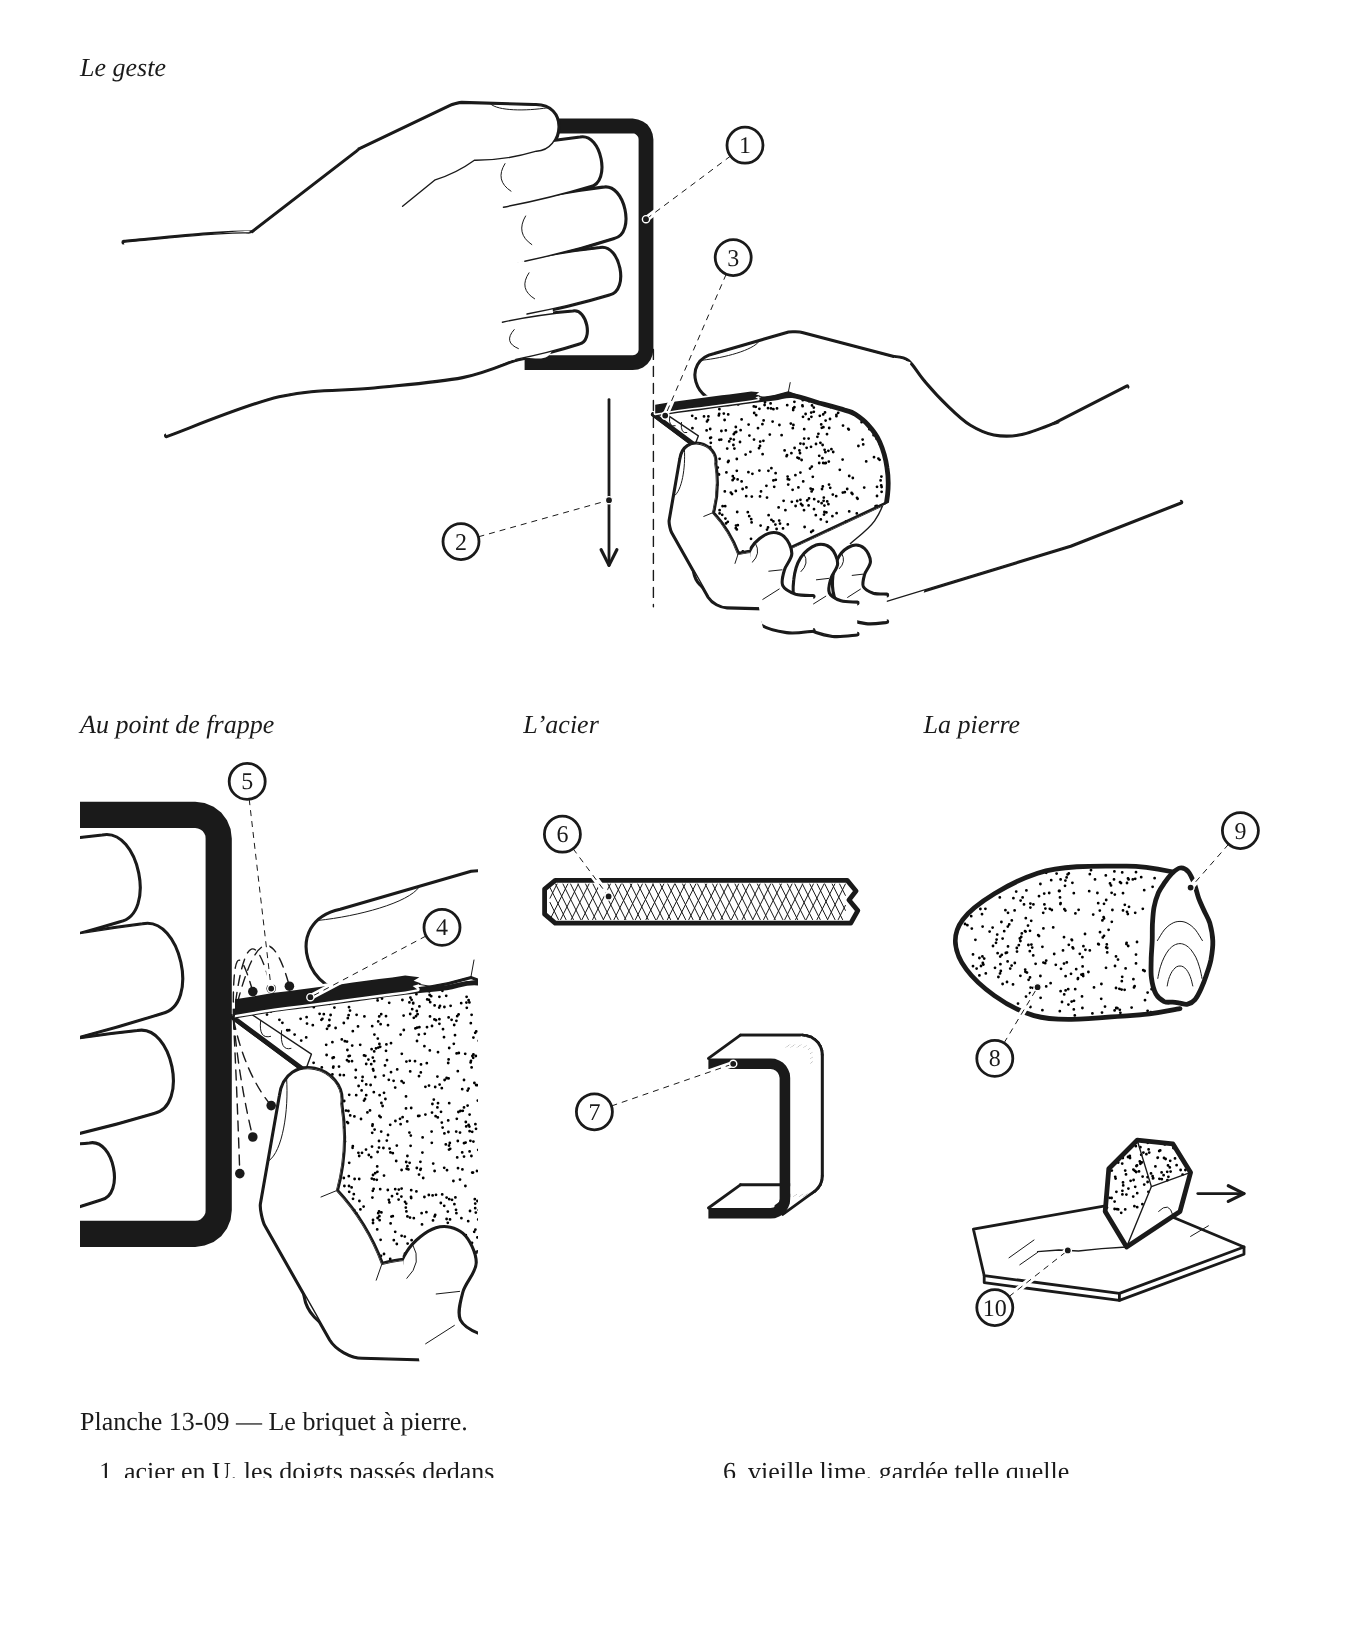 Le geste
1
3
2
Au point de frappe
L’acier
La pierre
5
6
9
4
8
7
10
Planche 13-09 — Le briquet à pierre.
1 acier en U, les doigts passés dedans
6 vieille lime, gardée telle quelle